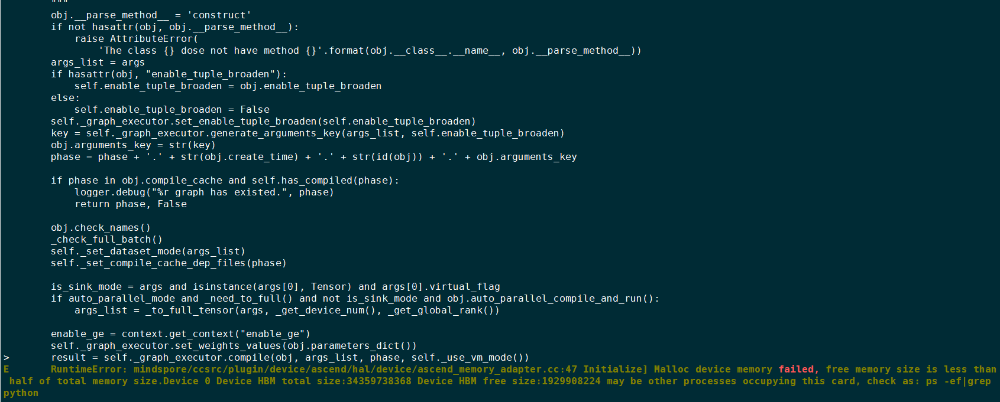 """
obj.__parse_method__ = 'construct'
if not hasattr(obj, obj.__parse_method__):
raise AttributeError(
'The class {} dose not have method {}'.format(obj.__class__.__name__, obj.__parse_method__))
args_list = args
if hasattr(obj, "enable_tuple_broaden"):
self.enable_tuple_broaden = obj.enable_tuple_broaden
else:
self.enable_tuple_broaden = False
self._graph_executor.set_enable_tuple_broaden(self.enable_tuple_broaden)
key = self._graph_executor.generate_arguments_key(args_list, self.enable_tuple_broaden)
obj.arguments_key = str(key)
phase = phase + '.' + str(obj.create_time) + '.' + str(id(obj)) + '.' + obj.arguments_key
if phase in obj.compile_cache and self.has_compiled(phase):
logger.debug("%r graph has existed.", phase)
return phase, False
obj.check_names()
_check_full_batch()
self._set_dataset_mode(args_list)
self._set_compile_cache_dep_files(phase)
is_sink_mode = args and isinstance(args[0], Tensor) and args[0].virtual_flag
if auto_parallel_mode and _need_to_full() and not is_sink_mode and obj.auto_parallel_compile_and_run():
args_list = _to_full_tensor(args, _get_device_num(), _get_global_rank())
enable_ge = context.get_context("enable_ge")
self._graph_executor.set_weights_values(obj.parameters_dict())
> result = self._graph_executor.compile(obj, args_list, phase, self._use_vm_mode())
E RuntimeError: mindspore/ccsrc/plugin/device/ascend/hal/device/ascend_memory_adapter.cc:47 Initialize] Malloc device memory failed, free memory size is less than
half of total memory size.Device 0 Device HBM total size:34359738368 Device HBM free size:1929908224 may be other processes occupying this card, check as: ps -ef|grep
python